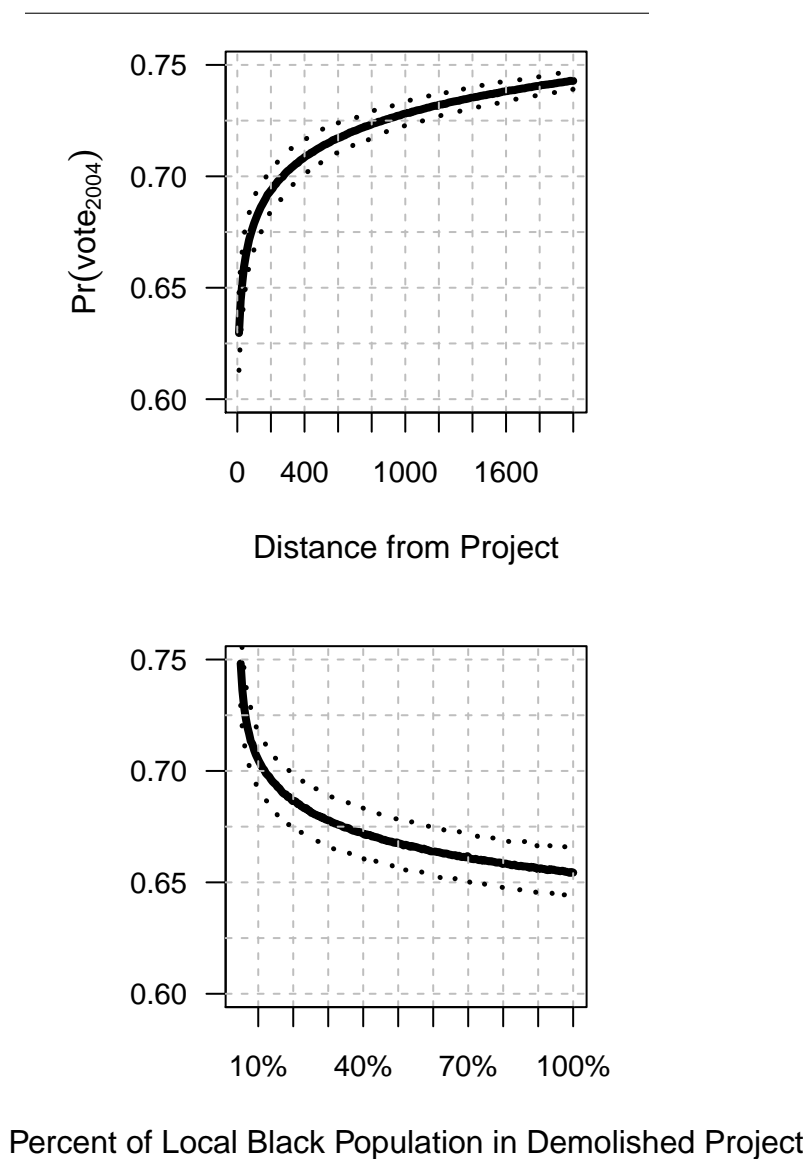 0.75
0.70
0.65
0.60
Pr(vote2004)
0 400 1000 1600
Distance from Project
0.75
0.70
0.65
0.60
10% 40% 70% 100%
Percent of Local Black Population in Demolished Project